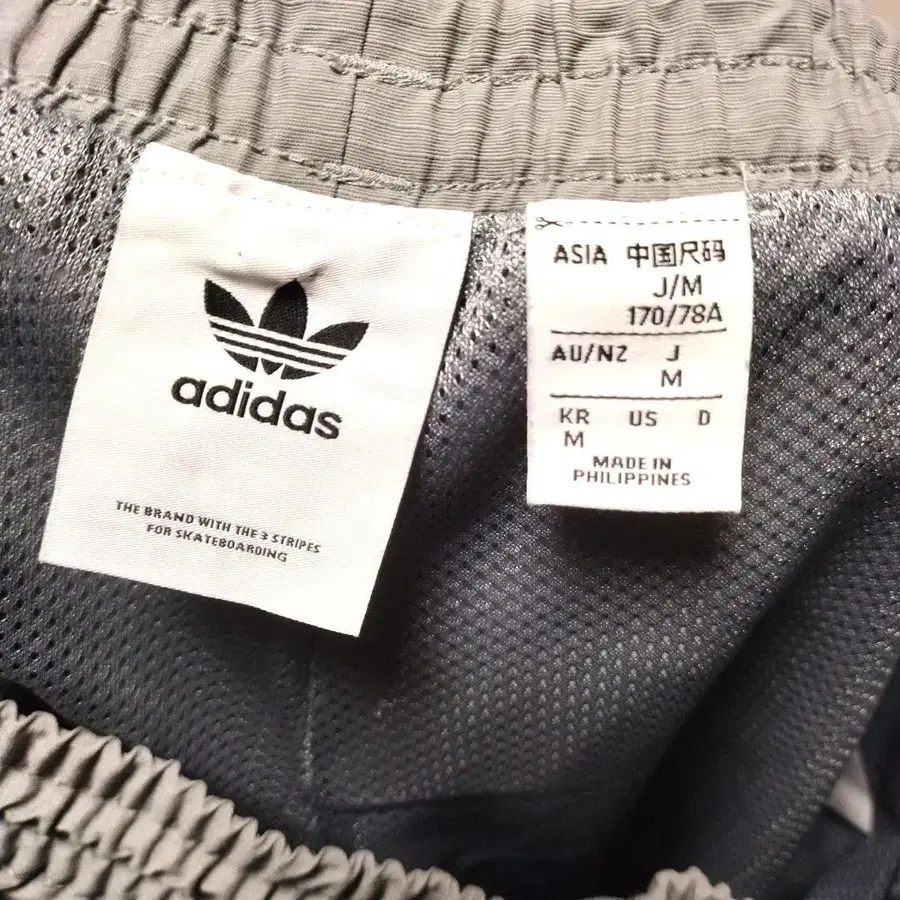 adidas
THE BRAND WITH THE 3 STRIPES
FOR SKATEBOARDING
ASIA 中国尺码
J/M
170/78A
AU/NZ J
M
KR US D
M
MADE IN
PHILIPPINES